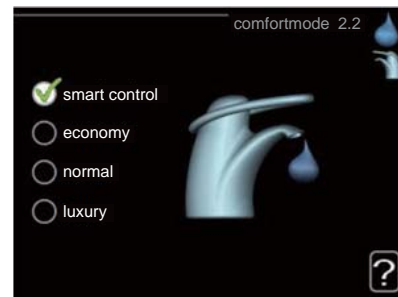 comfortmode 2.2
smart control
economy
normal
luxury
?